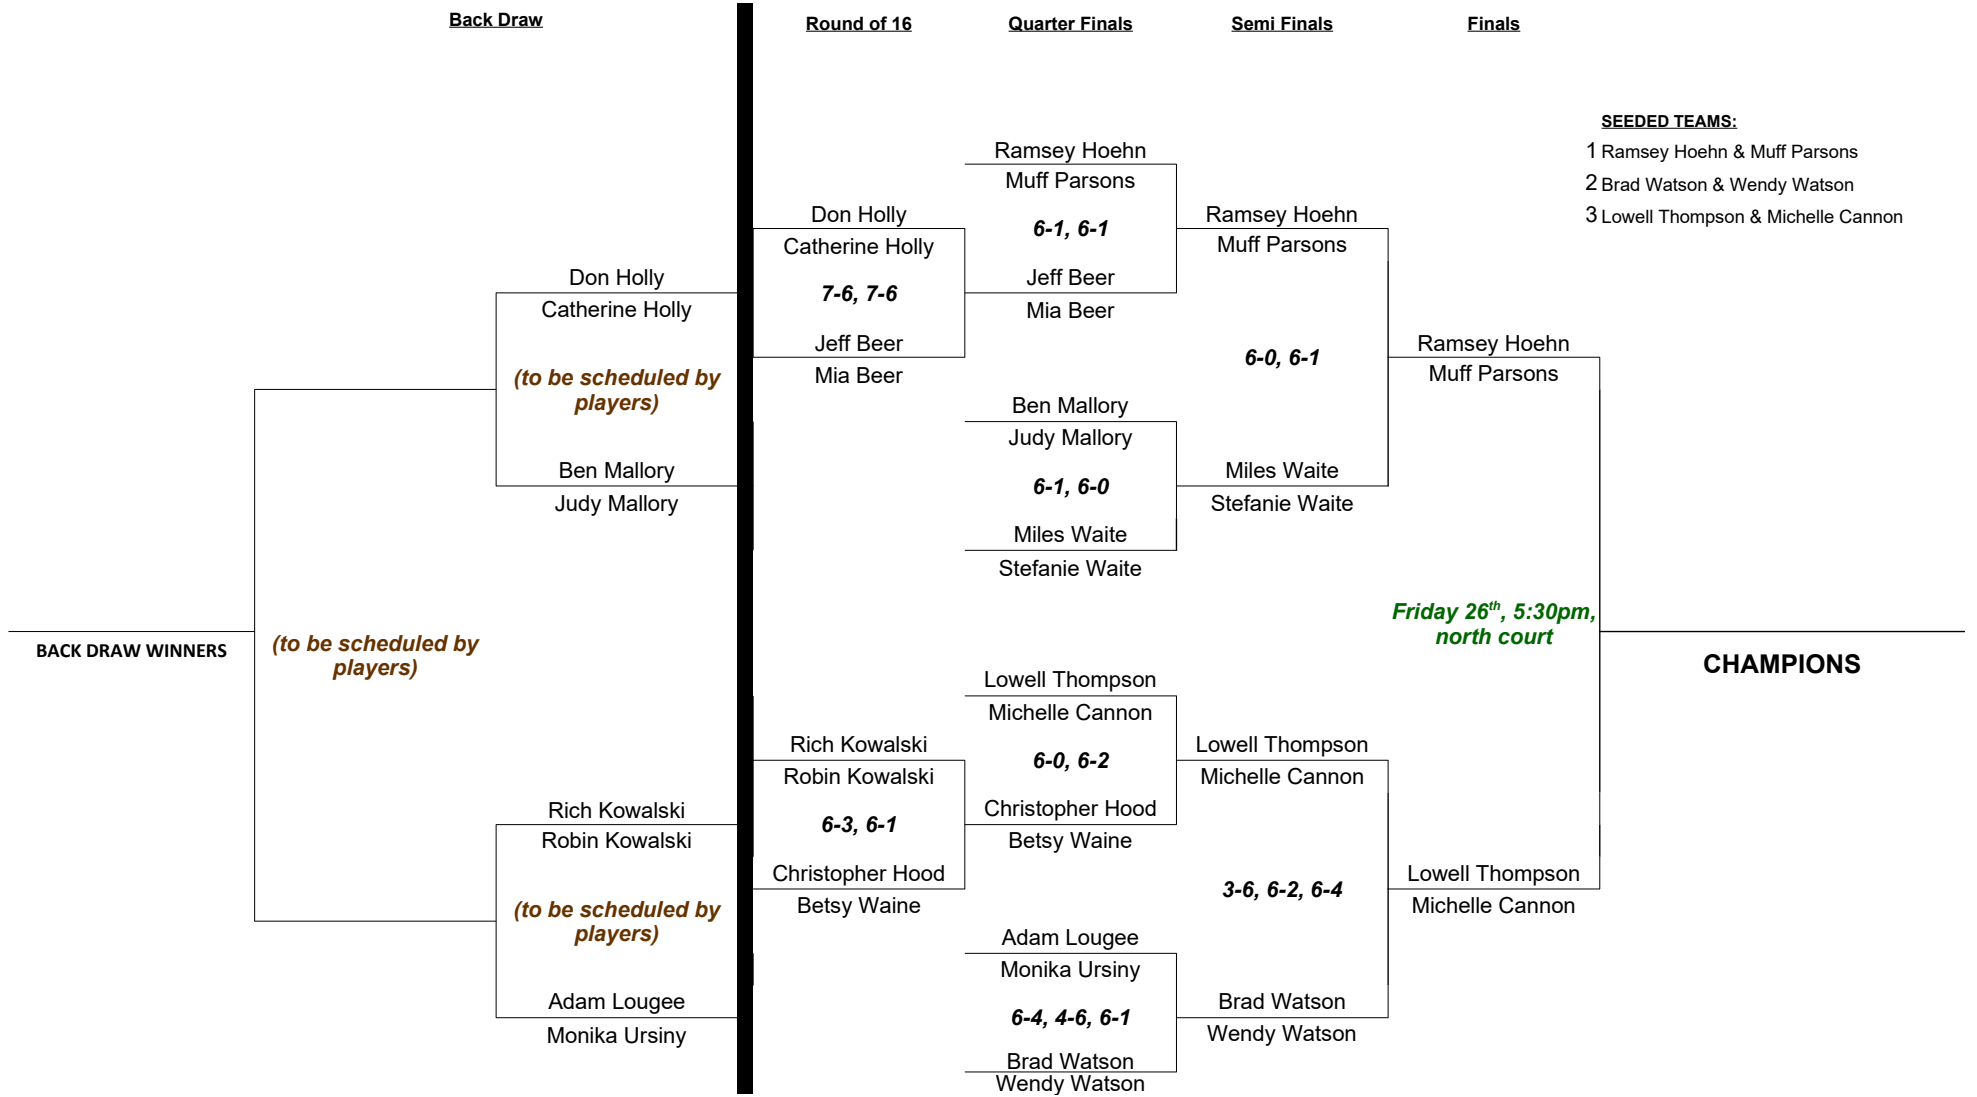 Back Draw
Round of 16
Quarter Finals
Semi Finals
Finals
SEEDED TEAMS:
1 Ramsey Hoehn & Muff Parsons
2 Brad Watson & Wendy Watson
3 Lowell Thompson & Michelle Cannon
Don Holly
Catherine Holly
(to be scheduled by
players)
Ben Mallory
Judy Mallory
BACK DRAW WINNERS
(to be scheduled by
players)
Rich Kowalski
Robin Kowalski
(to be scheduled by
players)
Adam Lougee
Monika Ursiny
Don Holly
Catherine Holly
7-6, 7-6
Jeff Beer
Mia Beer
Rich Kowalski
Robin Kowalski
6-3, 6-1
Christopher Hood
Betsy Waine
Ramsey Hoehn
Muff Parsons
6-1, 6-1
Jeff Beer
Mia Beer
Ben Mallory
Judy Mallory
6-1, 6-0
Miles Waite
Stefanie Waite
Lowell Thompson
Michelle Cannon
6-0, 6-2
Christopher Hood
Betsy Waine
Adam Lougee
Monika Ursiny
6-4, 4-6, 6-1
Brad Watson
Wendy Watson
Ramsey Hoehn
Muff Parsons
6-0, 6-1
Miles Waite
Stefanie Waite
Lowell Thompson
Michelle Cannon
3-6, 6-2, 6-4
Brad Watson
Wendy Watson
Ramsey Hoehn
Muff Parsons
Friday 26th, 5:30pm,
north court
Lowell Thompson
Michelle Cannon
CHAMPIONS